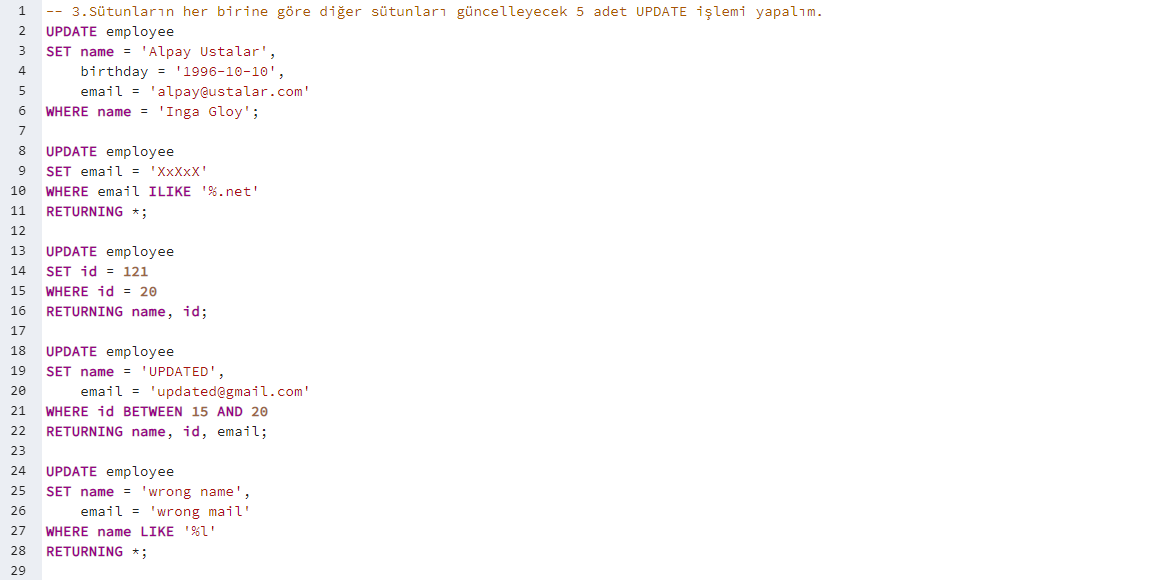 1 -- 3.Sütunların her birine göre diğer sütunları güncelleyecek 5 adet UPDATE işlemi yapalım.
2 UPDATE employee
3 SET name = 'Alpay Ustalar',
4     birthday = '1996-10-10',
5     email = 'alpay@ustalar.com'
6 WHERE name = 'Inga Gloy';
7
8 UPDATE employee
9 SET email = 'XxXxX'
10 WHERE email ILIKE '%.net'
11 RETURNING *;
12
13 UPDATE employee
14 SET id = 121
15 WHERE id = 20
16 RETURNING name, id;
17
18 UPDATE employee
19 SET name = 'UPDATED',
20     email = 'updated@gmail.com'
21 WHERE id BETWEEN 15 AND 20
22 RETURNING name, id, email;
23
24 UPDATE employee
25 SET name = 'wrong name',
26     email = 'wrong mail'
27 WHERE name LIKE '%l'
28 RETURNING *;
29